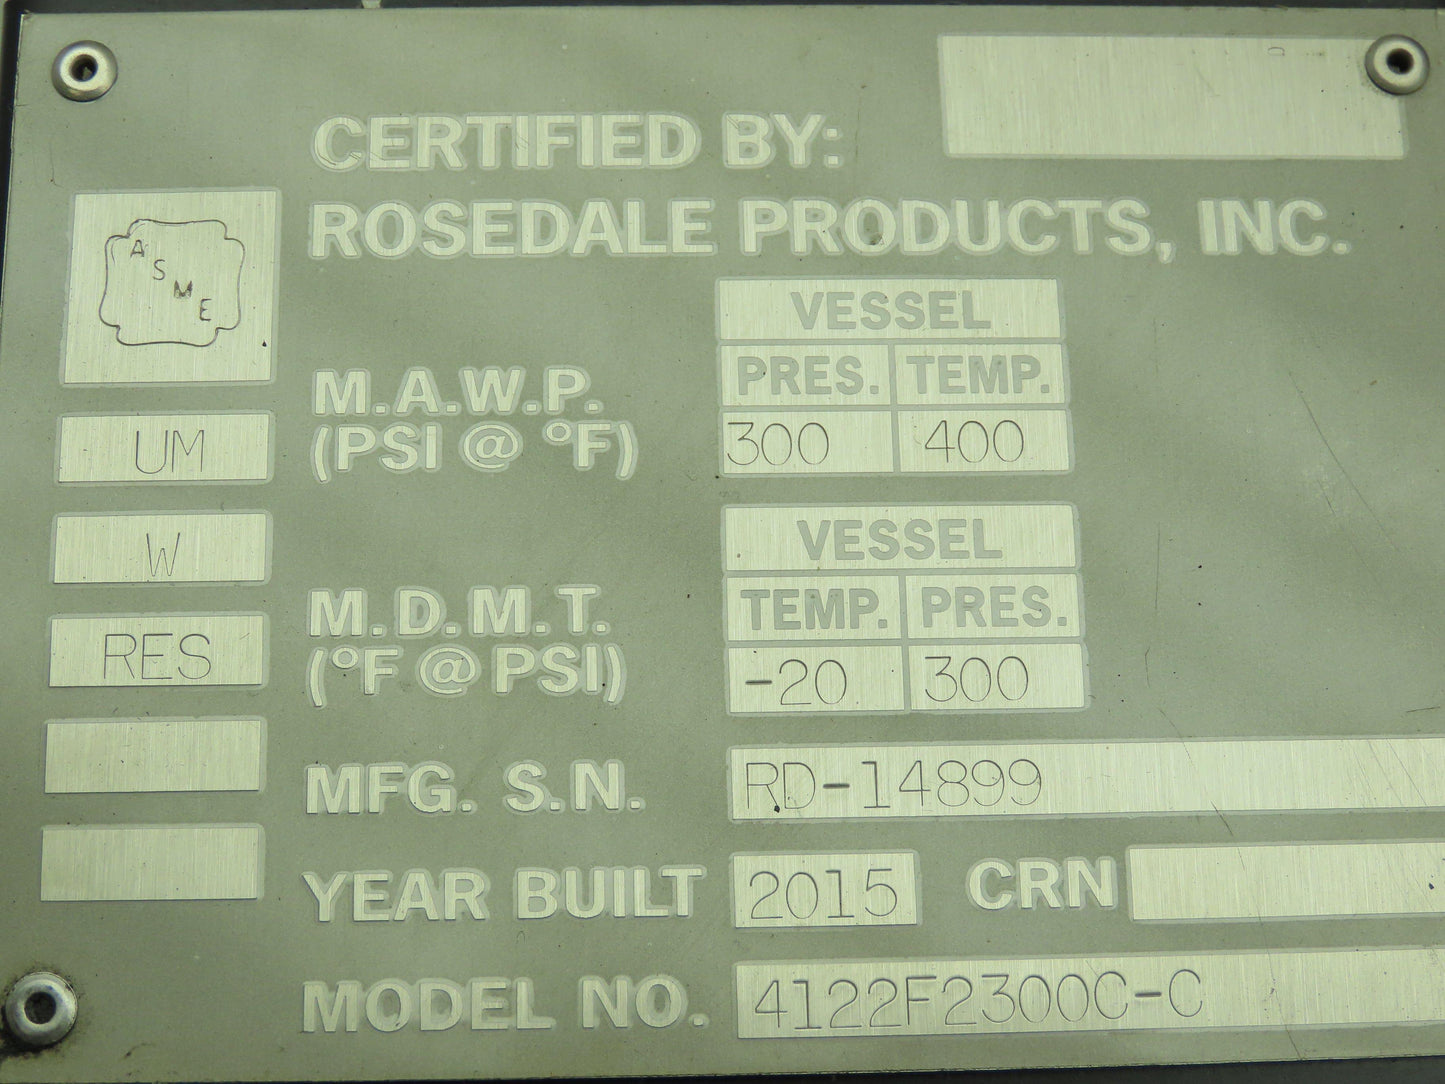 CERTIFIED BY:
ROSEDALE PRODUCTS, INC.
ASME
UM
W
RES
VESSEL
M.A.W.P. PRES. TEMP.
(PSI @ °F) 300 400
VESSEL
M.D.M.T. TEMP. PRES.
(°F @ PSI) -20 300
MFG. S.N. RD-14899
YEAR BUILT 2015 CRN
MODEL NO. 4122F2300C-C